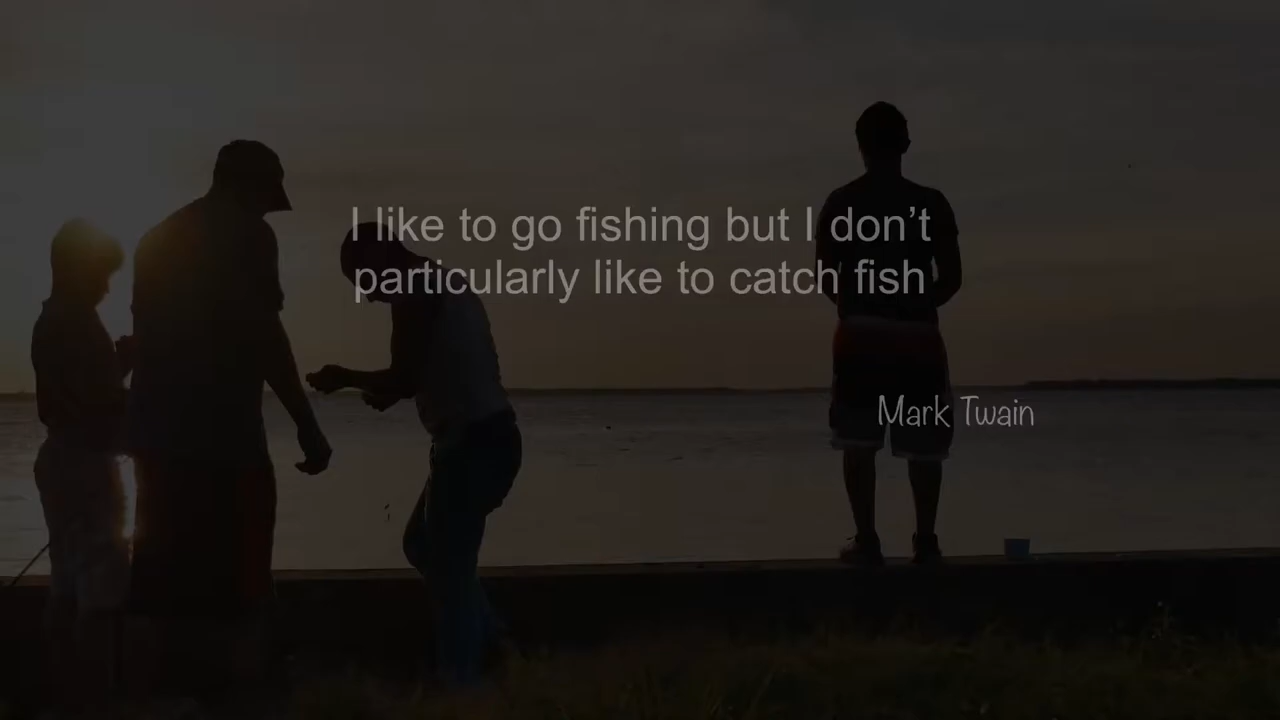 I like to go fishing but I don’t
particularly like to catch fish
Mark Twain